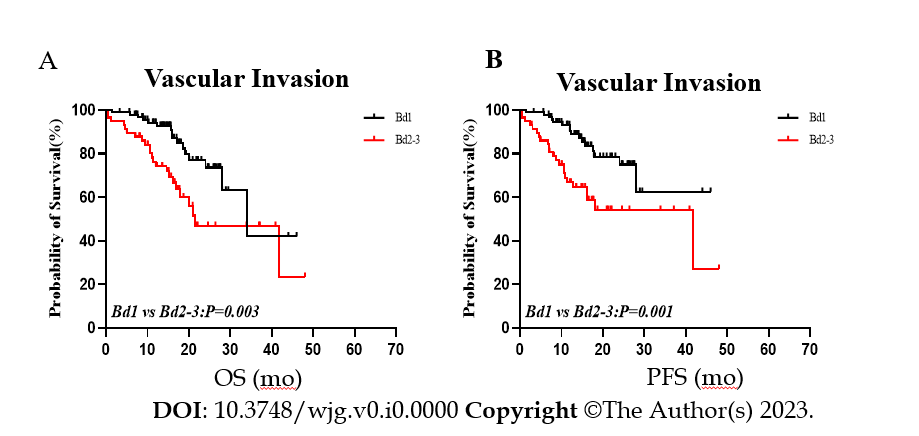 A
Vascular Invasion
Probability of Survival(%)
100
80
60
40
20
0
0 10 20 30 40 50 60 70
Bd1
Bd2-3
Bd1 vs Bd2-3:P=0.003
OS (mo)
B
Vascular Invasion
Probability of Survival(%)
100
80
60
40
20
0
0 10 20 30 40 50 60 70
Bd1
Bd2-3
Bd1 vs Bd2-3:P=0.001
PFS (mo)
DOI: 10.3748/wjg.v0.i0.0000 Copyright ©The Author(s) 2023.